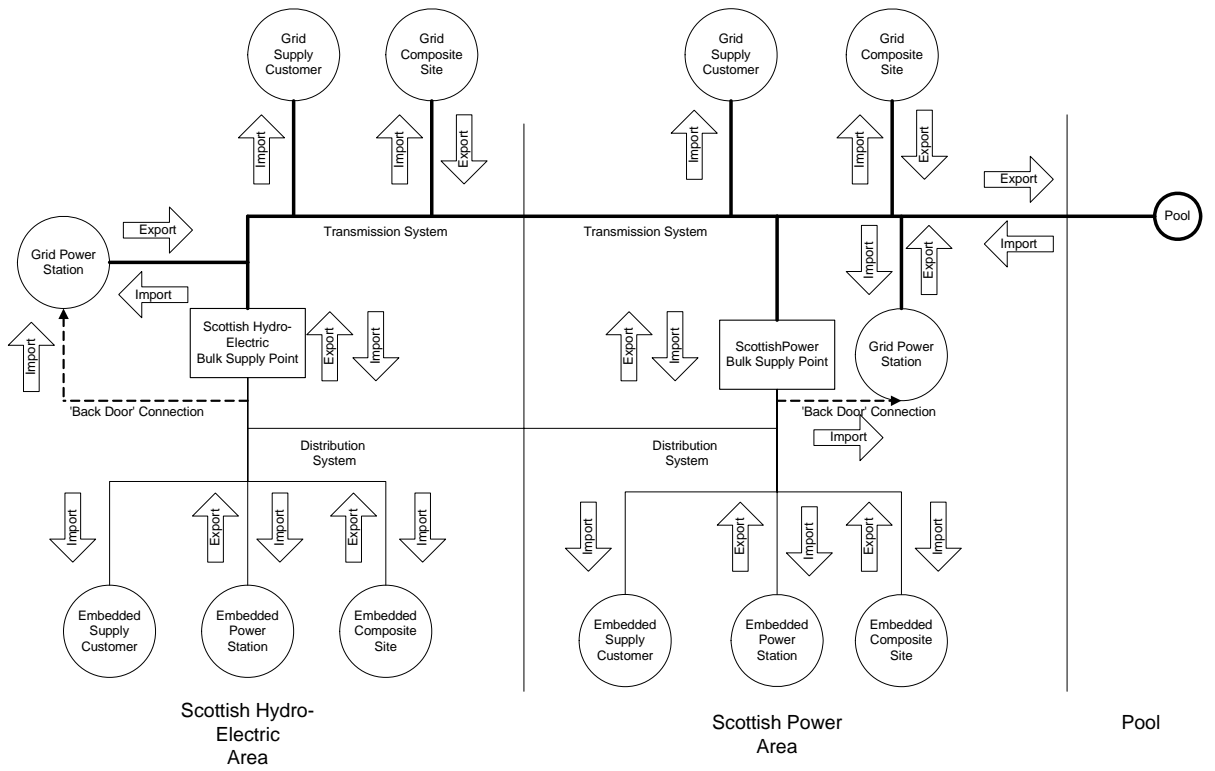 Grid
Supply
Customer
Grid
Composite
Site
Grid
Supply
Customer
Grid
Composite
Site
Import
Import
Export
Import
Import
Export
Export
Export
Transmission System
Transmission System
Pool
Grid Power
Station
Import
Import
Export
Import
Import
Scottish Hydro-
Electric
Bulk Supply Point
Export
Import
Export
Import
ScottishPower
Bulk Supply Point
Grid Power
Station
'Back Door' Connection
'Back Door' Connection
Import
Distribution
System
Distribution
System
Import
Export
Import
Export
Import
Import
Export
Import
Export
Import
Embedded
Supply
Customer
Embedded
Power
Station
Embedded
Composite
Site
Embedded
Supply
Customer
Embedded
Power
Station
Embedded
Composite
Site
Scottish Hydro-
Electric
Area
Scottish Power
Area
Pool